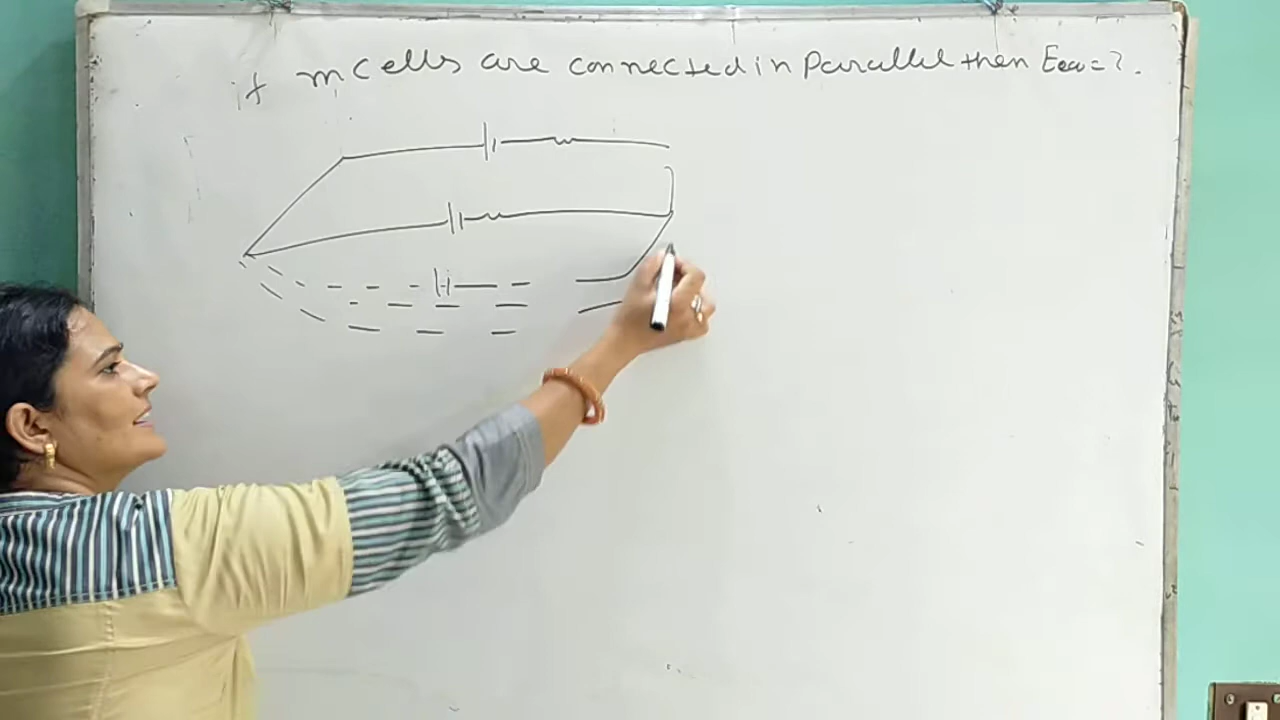 If m cells are connected in Parallel then Eeq = ?.